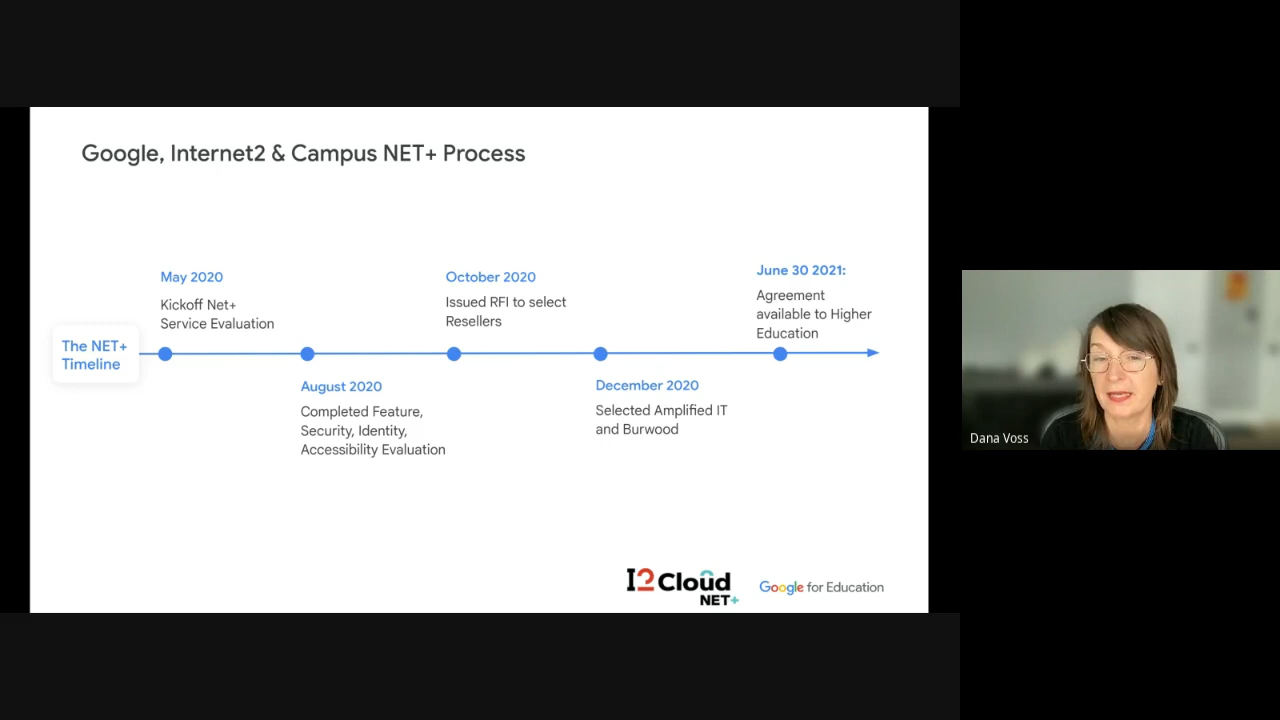 Google, Internet2 & Campus NET+ Process
The NET+
Timeline
May 2020
Kickoff Net+
Service Evaluation
August 2020
Completed Feature,
Security, Identity,
Accessibility Evaluation
October 2020
Issued RFI to select
Resellers
December 2020
Selected Amplified IT
and Burwood
June 30 2021:
Agreement
available to Higher
Education
I2 Cloud
NET+
Google for Education
Dana Voss